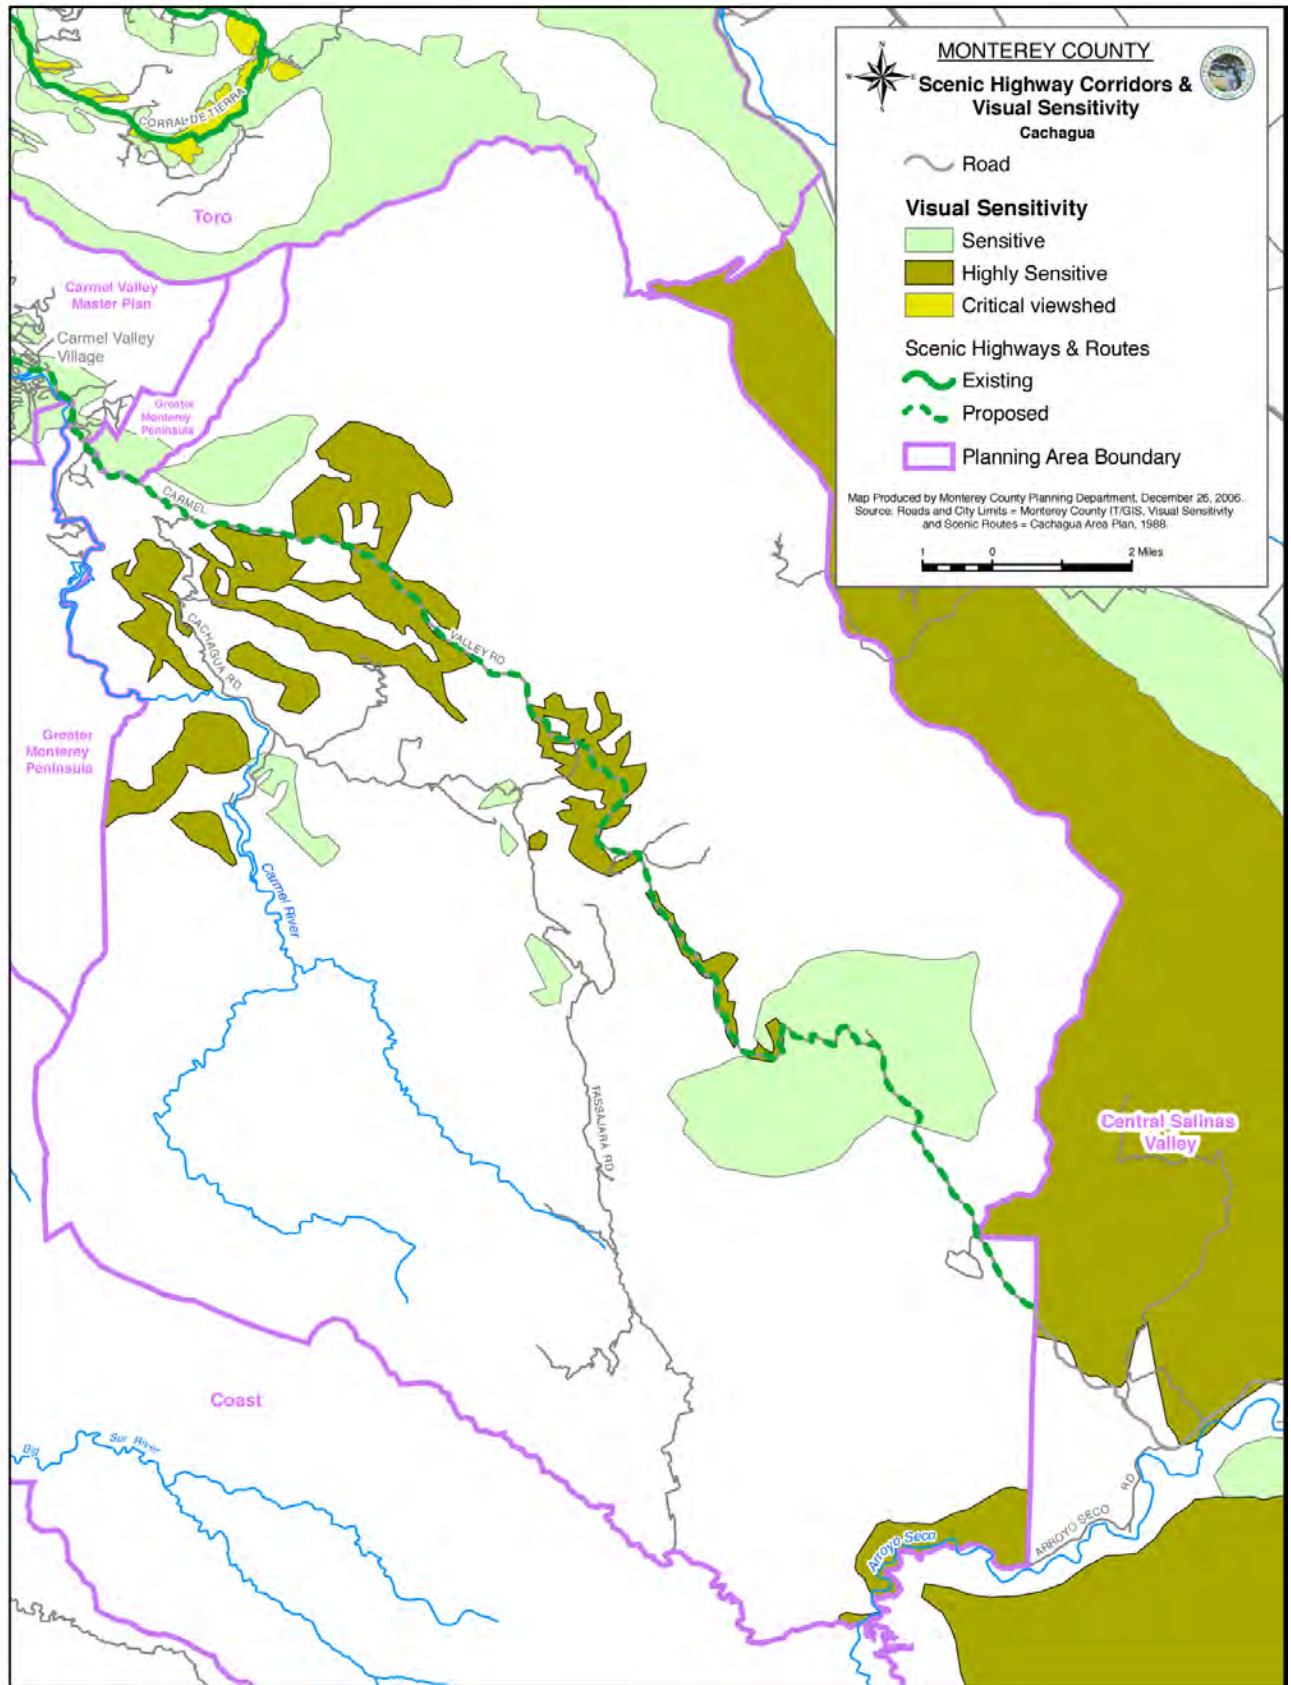 MONTEREY COUNTY
Scenic Highway Corridors &
Visual Sensitivity
Cachagua
N
W
E
S
Road
Visual Sensitivity
Sensitive
Highly Sensitive
Critical viewshed
Scenic Highways & Routes
Existing
Proposed
Planning Area Boundary
Map Produced by Monterey County Planning Department, December 26, 2006.
Source: Roads and City Limits = Monterey County IT/GIS, Visual Sensitivity
and Scenic Routes = Cachagua Area Plan, 1988.
1 0 2 Miles
CORRAL DE TIERRA
Toro
Carmel Valley
Master Plan
Carmel Valley
Village
Greater
Monterey
Peninsula
CARMEL
VALLEY RD
CACHAGUA RD
Greater
Monterey
Peninsula
Carmel River
TASSAJARA RD
Central Salinas
Valley
Coast
Big
Sur River
Arroyo Seco
ARROYO SECO RD